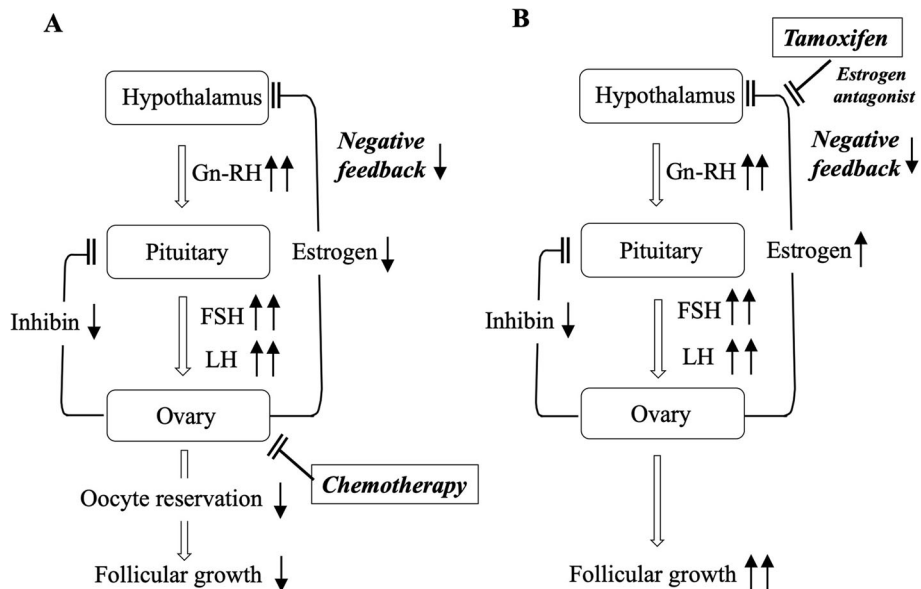 A
Hypothalamus
Negative
feedback ↓
Gn-RH ↑↑
Pituitary
Estrogen ↓
Inhibin ↓
FSH ↑↑
LH ↑↑
Ovary
Chemotherapy
Oocyte reservation ↓
Follicular growth ↓
B
Tamoxifen
Estrogen
antagonist
Hypothalamus
Negative
feedback ↓
Gn-RH ↑↑
Pituitary
Estrogen ↑
Inhibin ↓
FSH ↑↑
LH ↑↑
Ovary
Follicular growth ↑↑